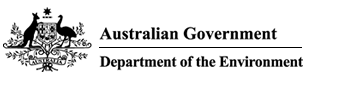 Australian Government
Department of the Environment